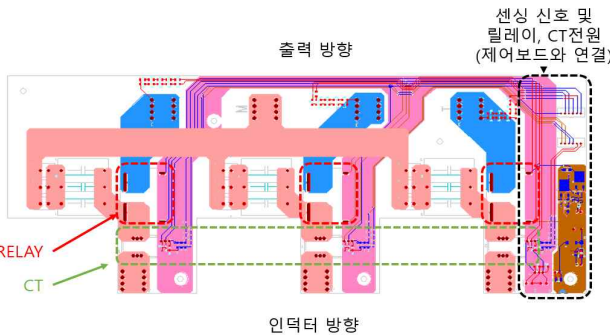 센싱 신호 및
릴레이, CT전원
(제어보드와 연결)
출력 방향
RELAY
CT
인덕터 방향